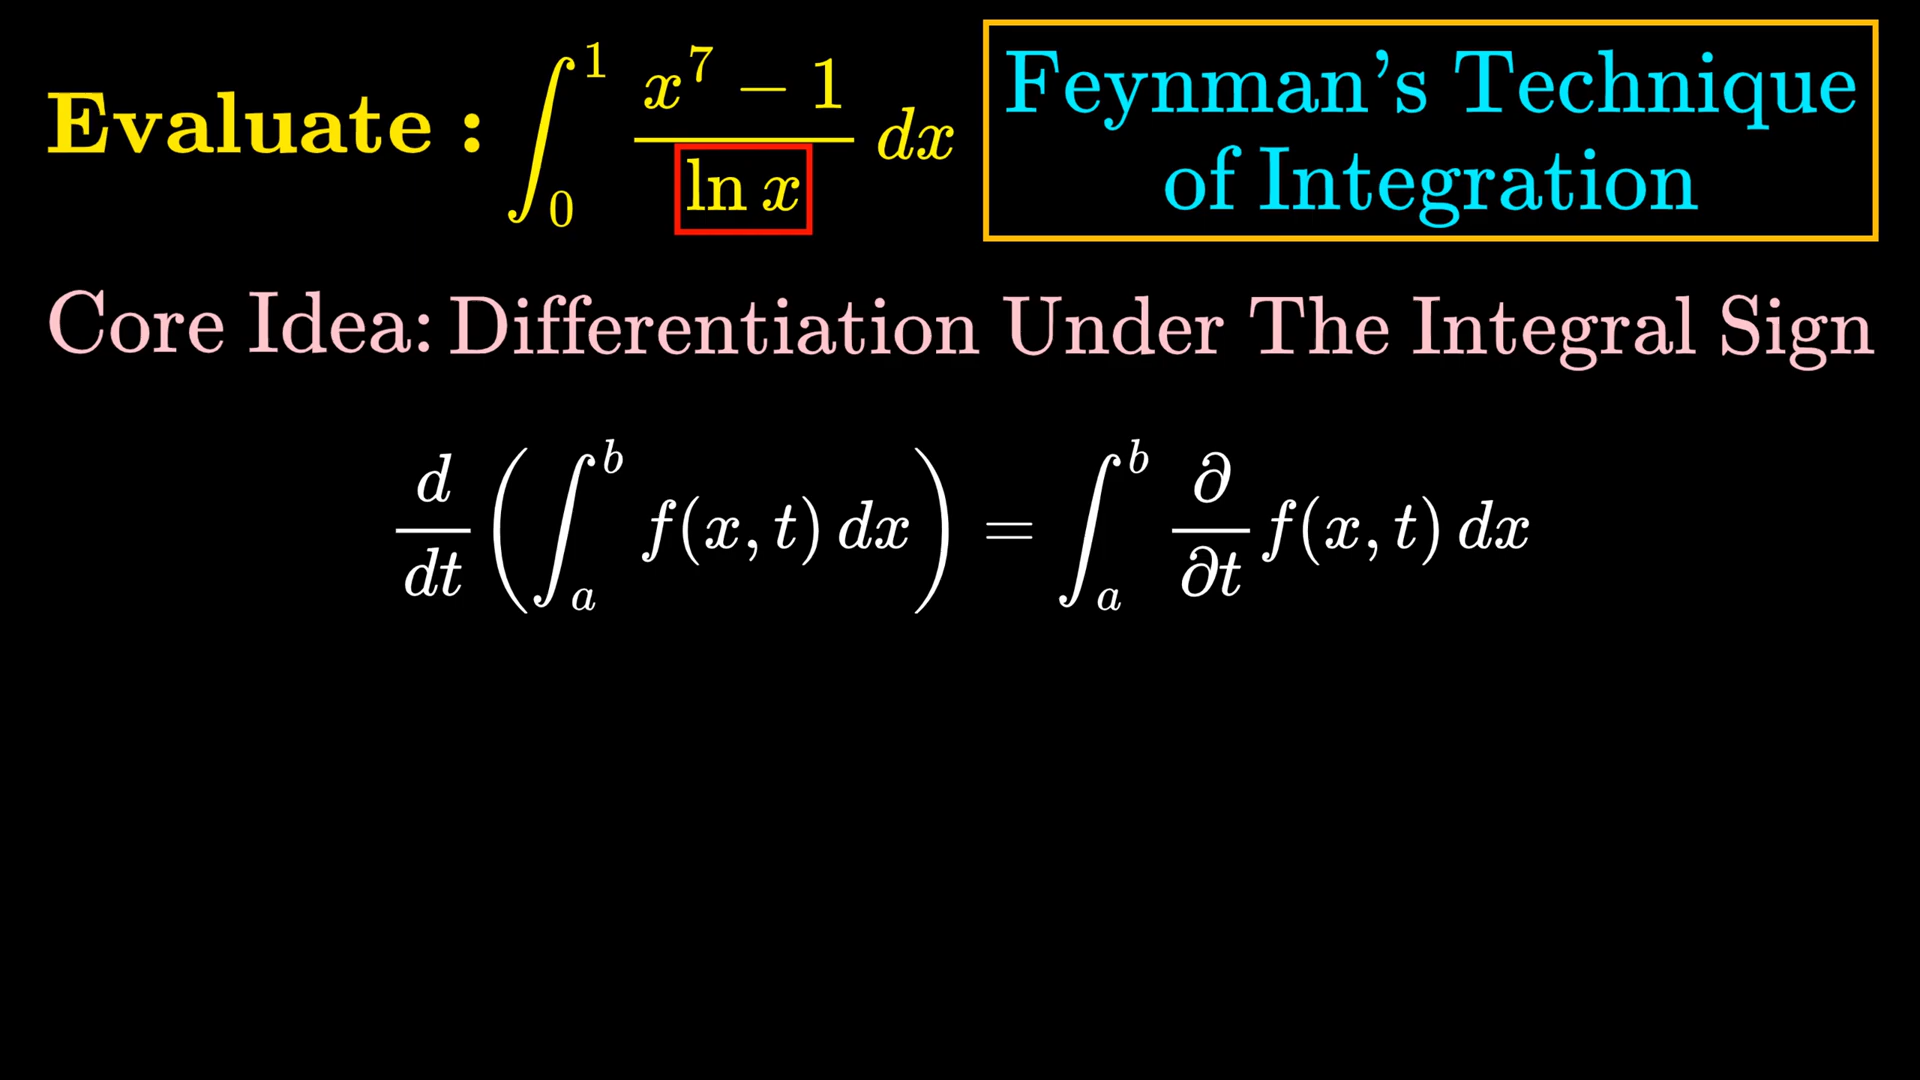 Evaluate : ∫₀¹ (x⁷ − 1)/(ln x) dx
Feynman’s Technique
of Integration
Core Idea: Differentiation Under The Integral Sign
d/dt (∫ₐᵇ f(x, t) dx) = ∫ₐᵇ ∂/∂t f(x, t) dx